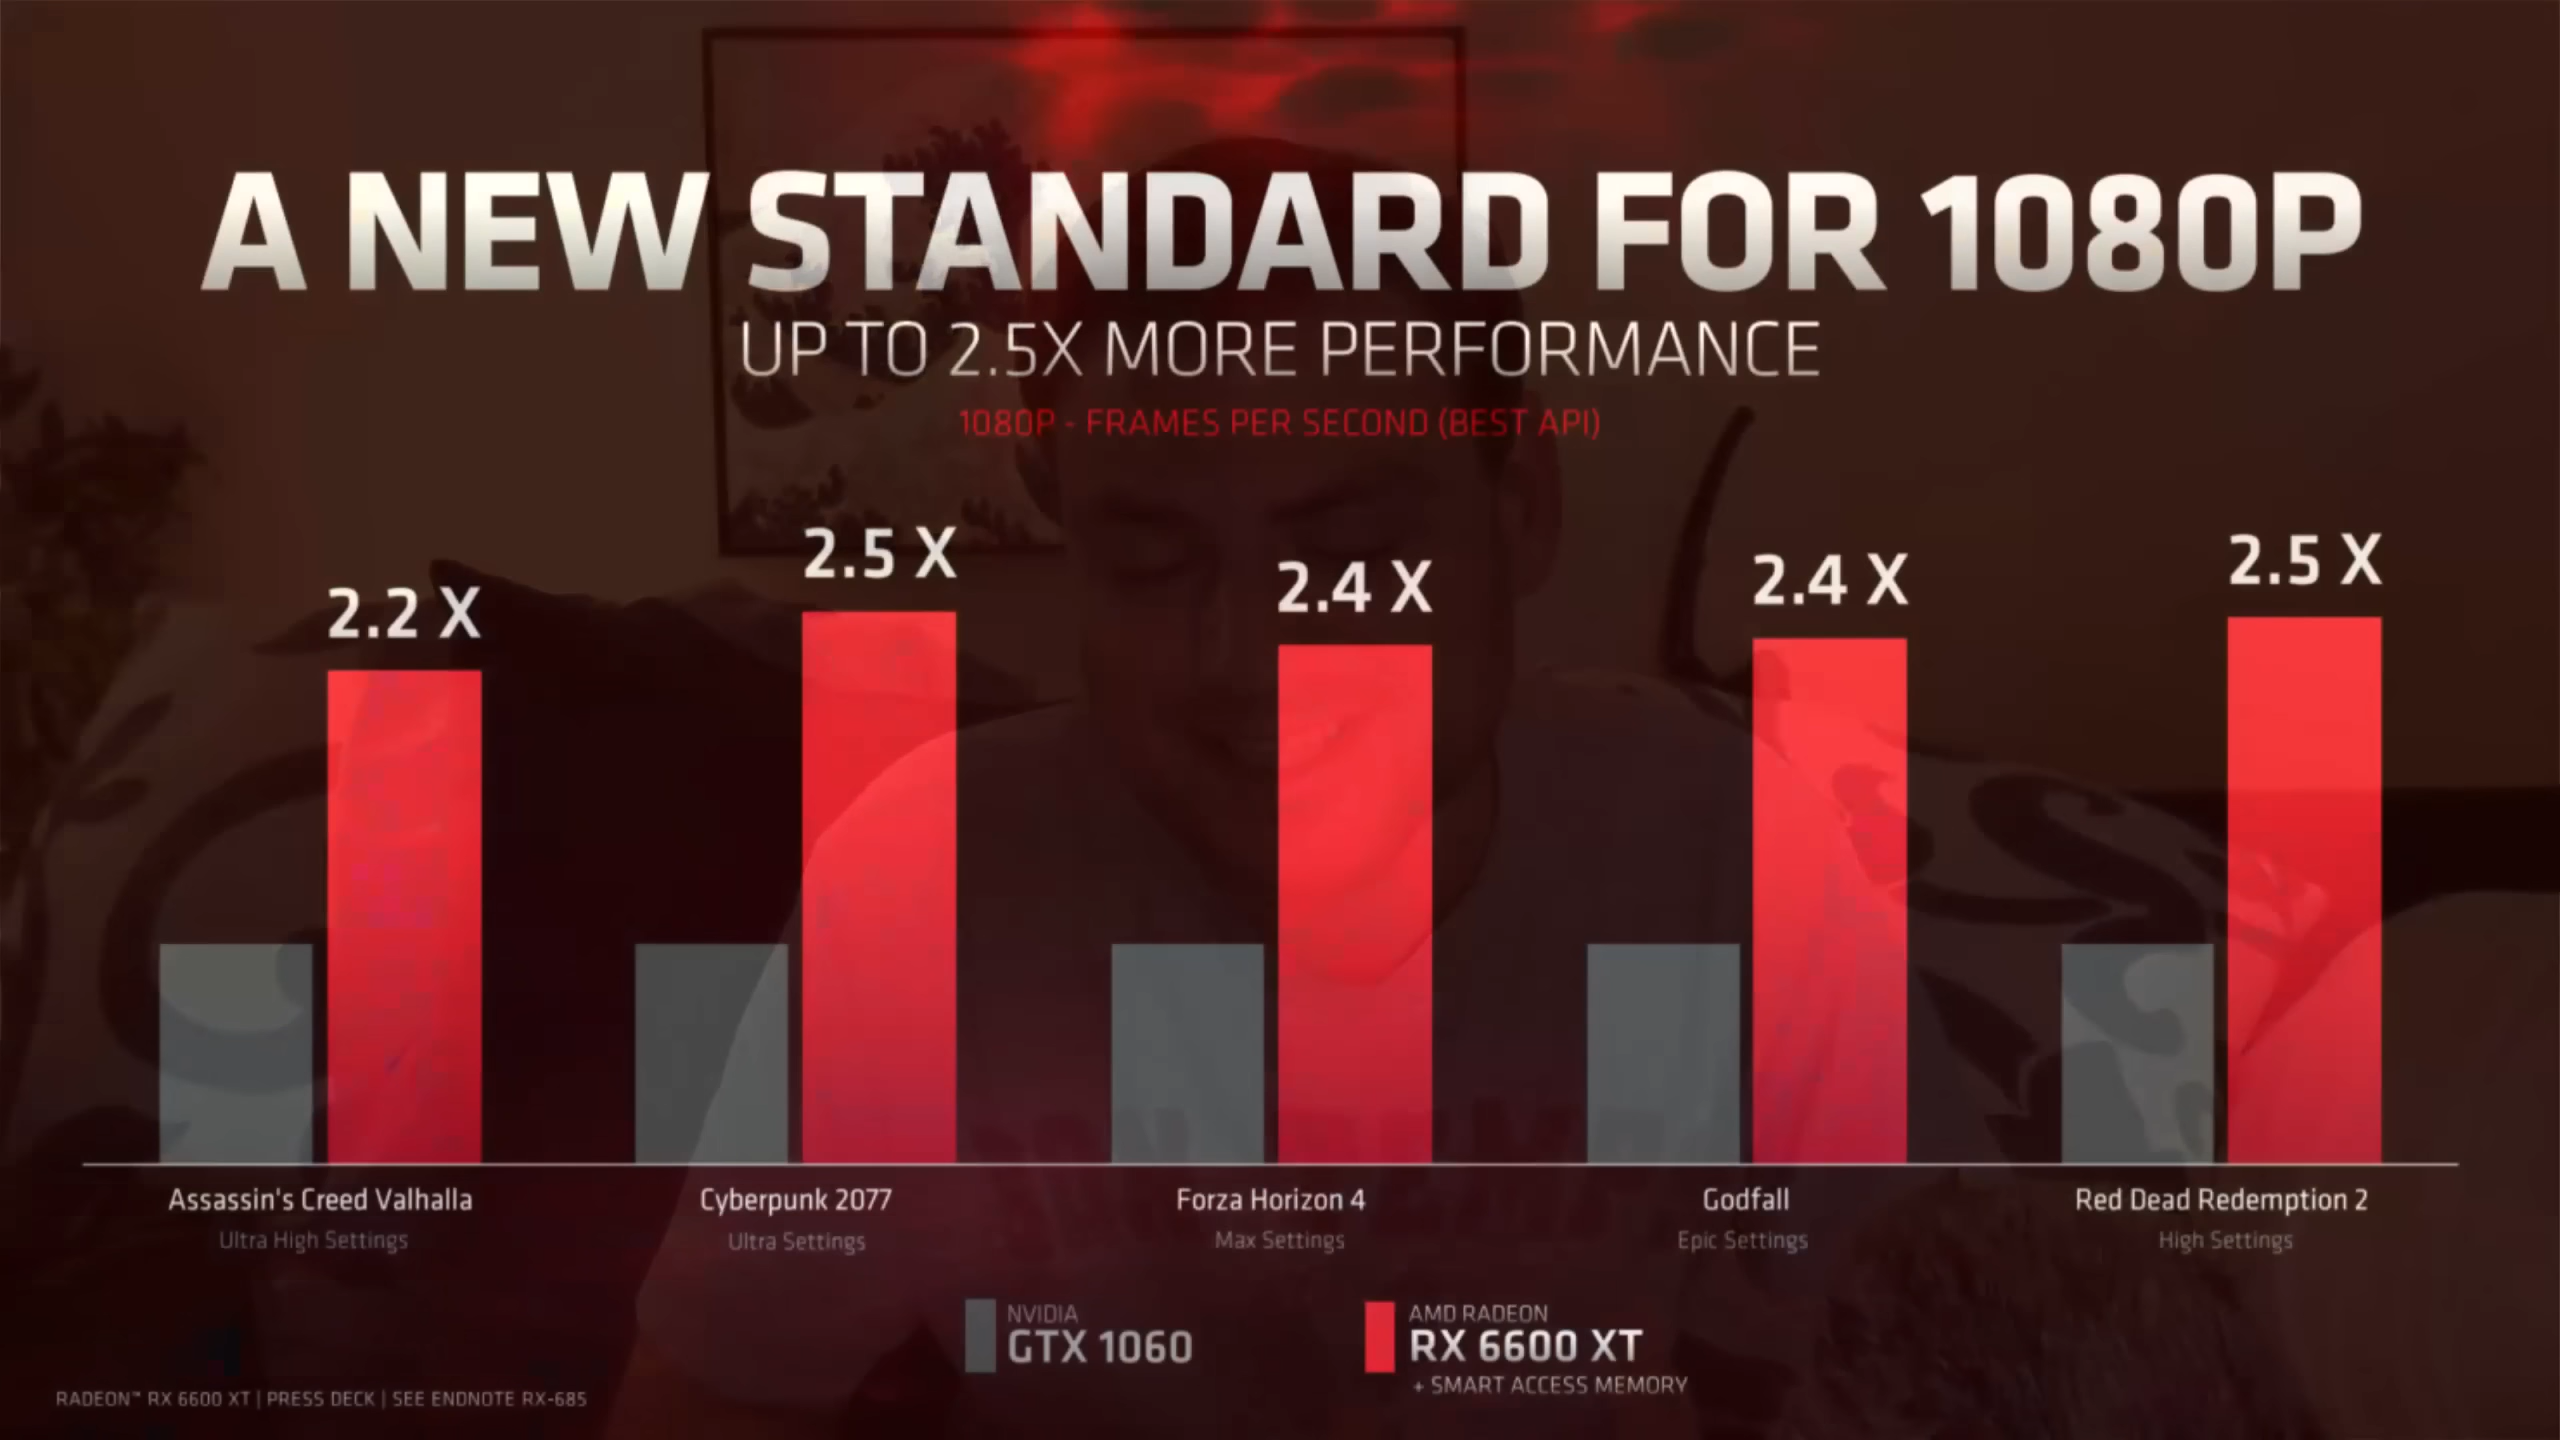 A NEW STANDARD FOR 1080P
UP TO 2.5X MORE PERFORMANCE
1080P - FRAMES PER SECOND (BEST API)
2.2 X
2.5 X
2.4 X
2.4 X
2.5 X
Assassin's Creed Valhalla
Ultra High Settings
Cyberpunk 2077
Ultra Settings
Forza Horizon 4
Max Settings
Godfall
Epic Settings
Red Dead Redemption 2
High Settings
NVIDIA
GTX 1060
AMD RADEON
RX 6600 XT
+ SMART ACCESS MEMORY
RADEON™ RX 6600 XT | PRESS DECK | SEE ENDNOTE RX-685